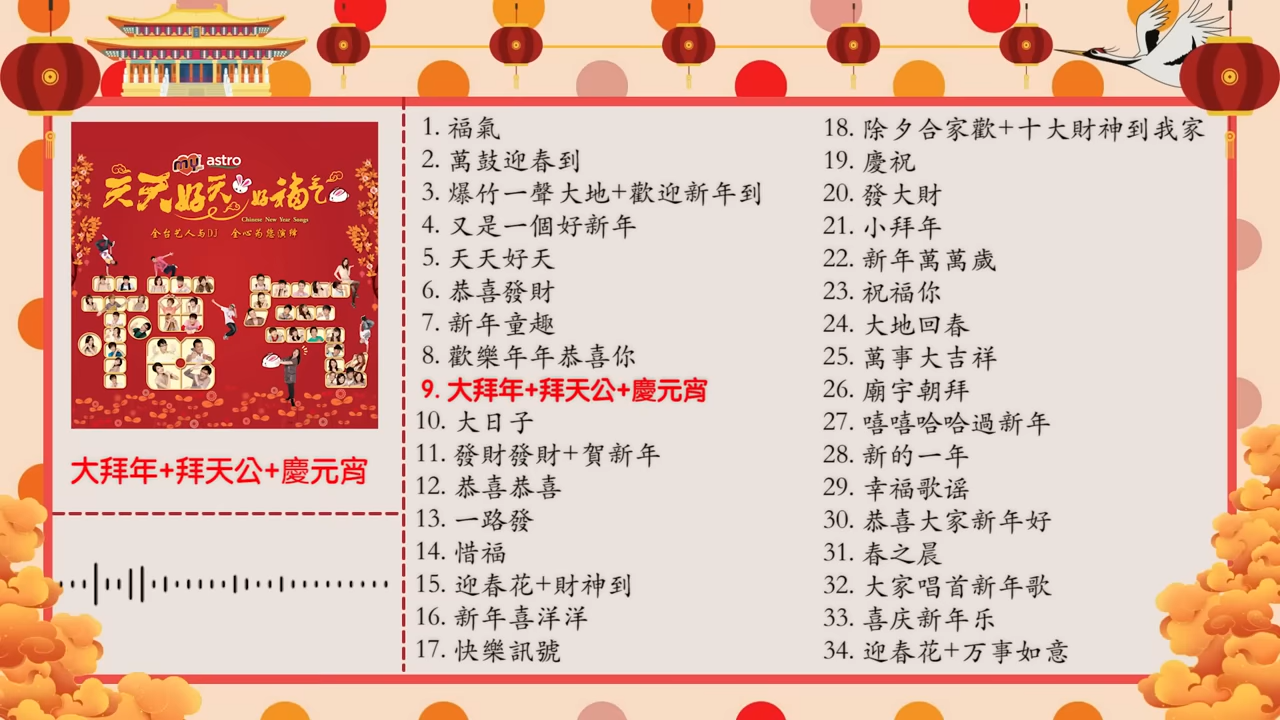 my astro
天天好天 好福气
Chinese New Year Songs
全台艺人与[i] 全心为您演绎
福气
大拜年+拜天公+慶元宵
1. 福氣
2. 萬鼓迎春到
3. 爆竹一聲大地+歡迎新年到
4. 又是一個好新年
5. 天天好天
6. 恭喜發財
7. 新年童趣
8. 歡樂年年恭喜你
9. 大拜年+拜天公+慶元宵
10. 大日子
11. 發財發財+賀新年
12. 恭喜恭喜
13. 一路發
14. 惜福
15. 迎春花+財神到
16. 新年喜洋洋
17. 快樂訊號
18. 除夕合家歡+十大財神到我家
19. 慶祝
20. 發大財
21. 小拜年
22. 新年萬萬歲
23. 祝福你
24. 大地回春
25. 萬事大吉祥
26. 廟宇朝拜
27. 嘻嘻哈哈過新年
28. 新的一年
29. 幸福歌谣
30. 恭喜大家新年好
31. 春之晨
32. 大家唱首新年歌
33. 喜庆新年乐
34. 迎春花+万事如意